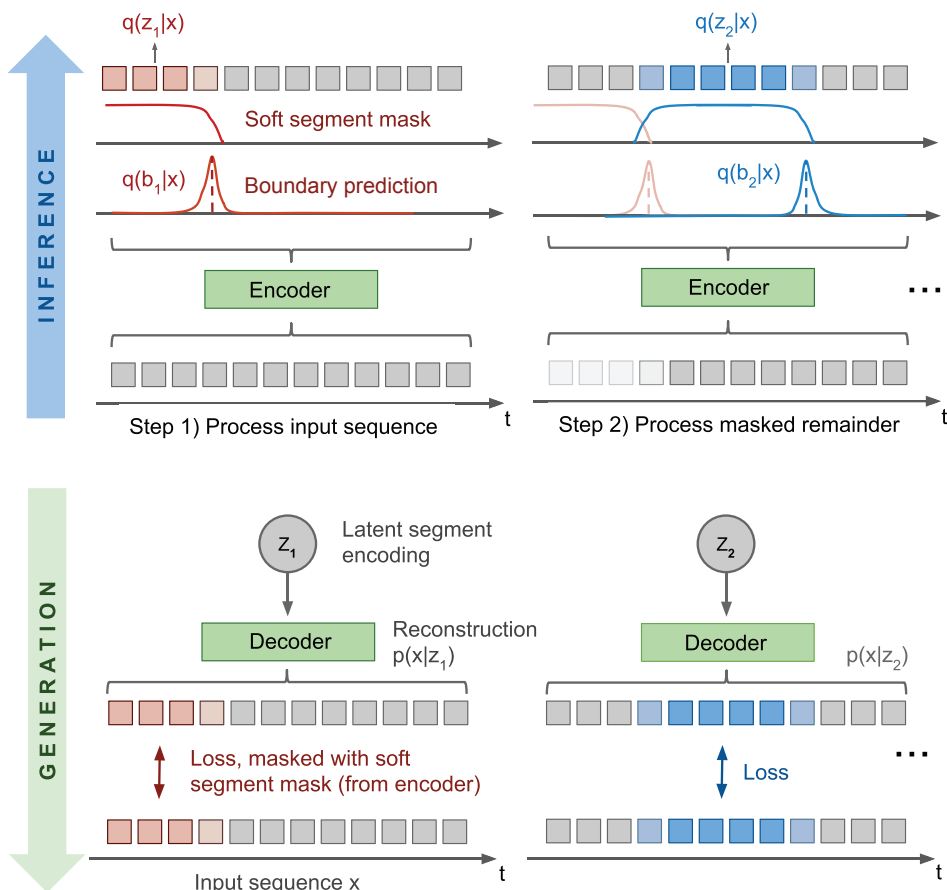 INFERENCE
q(z₁|x)
Soft segment mask
q(b₁|x)
Boundary prediction
Encoder
t
Step 1) Process input sequence
q(z₂|x)
q(b₂|x)
Encoder
...
t
Step 2) Process masked remainder
GENERATION
Z₁
Latent segment
encoding
Decoder
Reconstruction
p(x|z₁)
Loss, masked with soft
segment mask (from encoder)
t
Input sequence x
Z₂
Decoder
p(x|z₂)
Loss
...
t